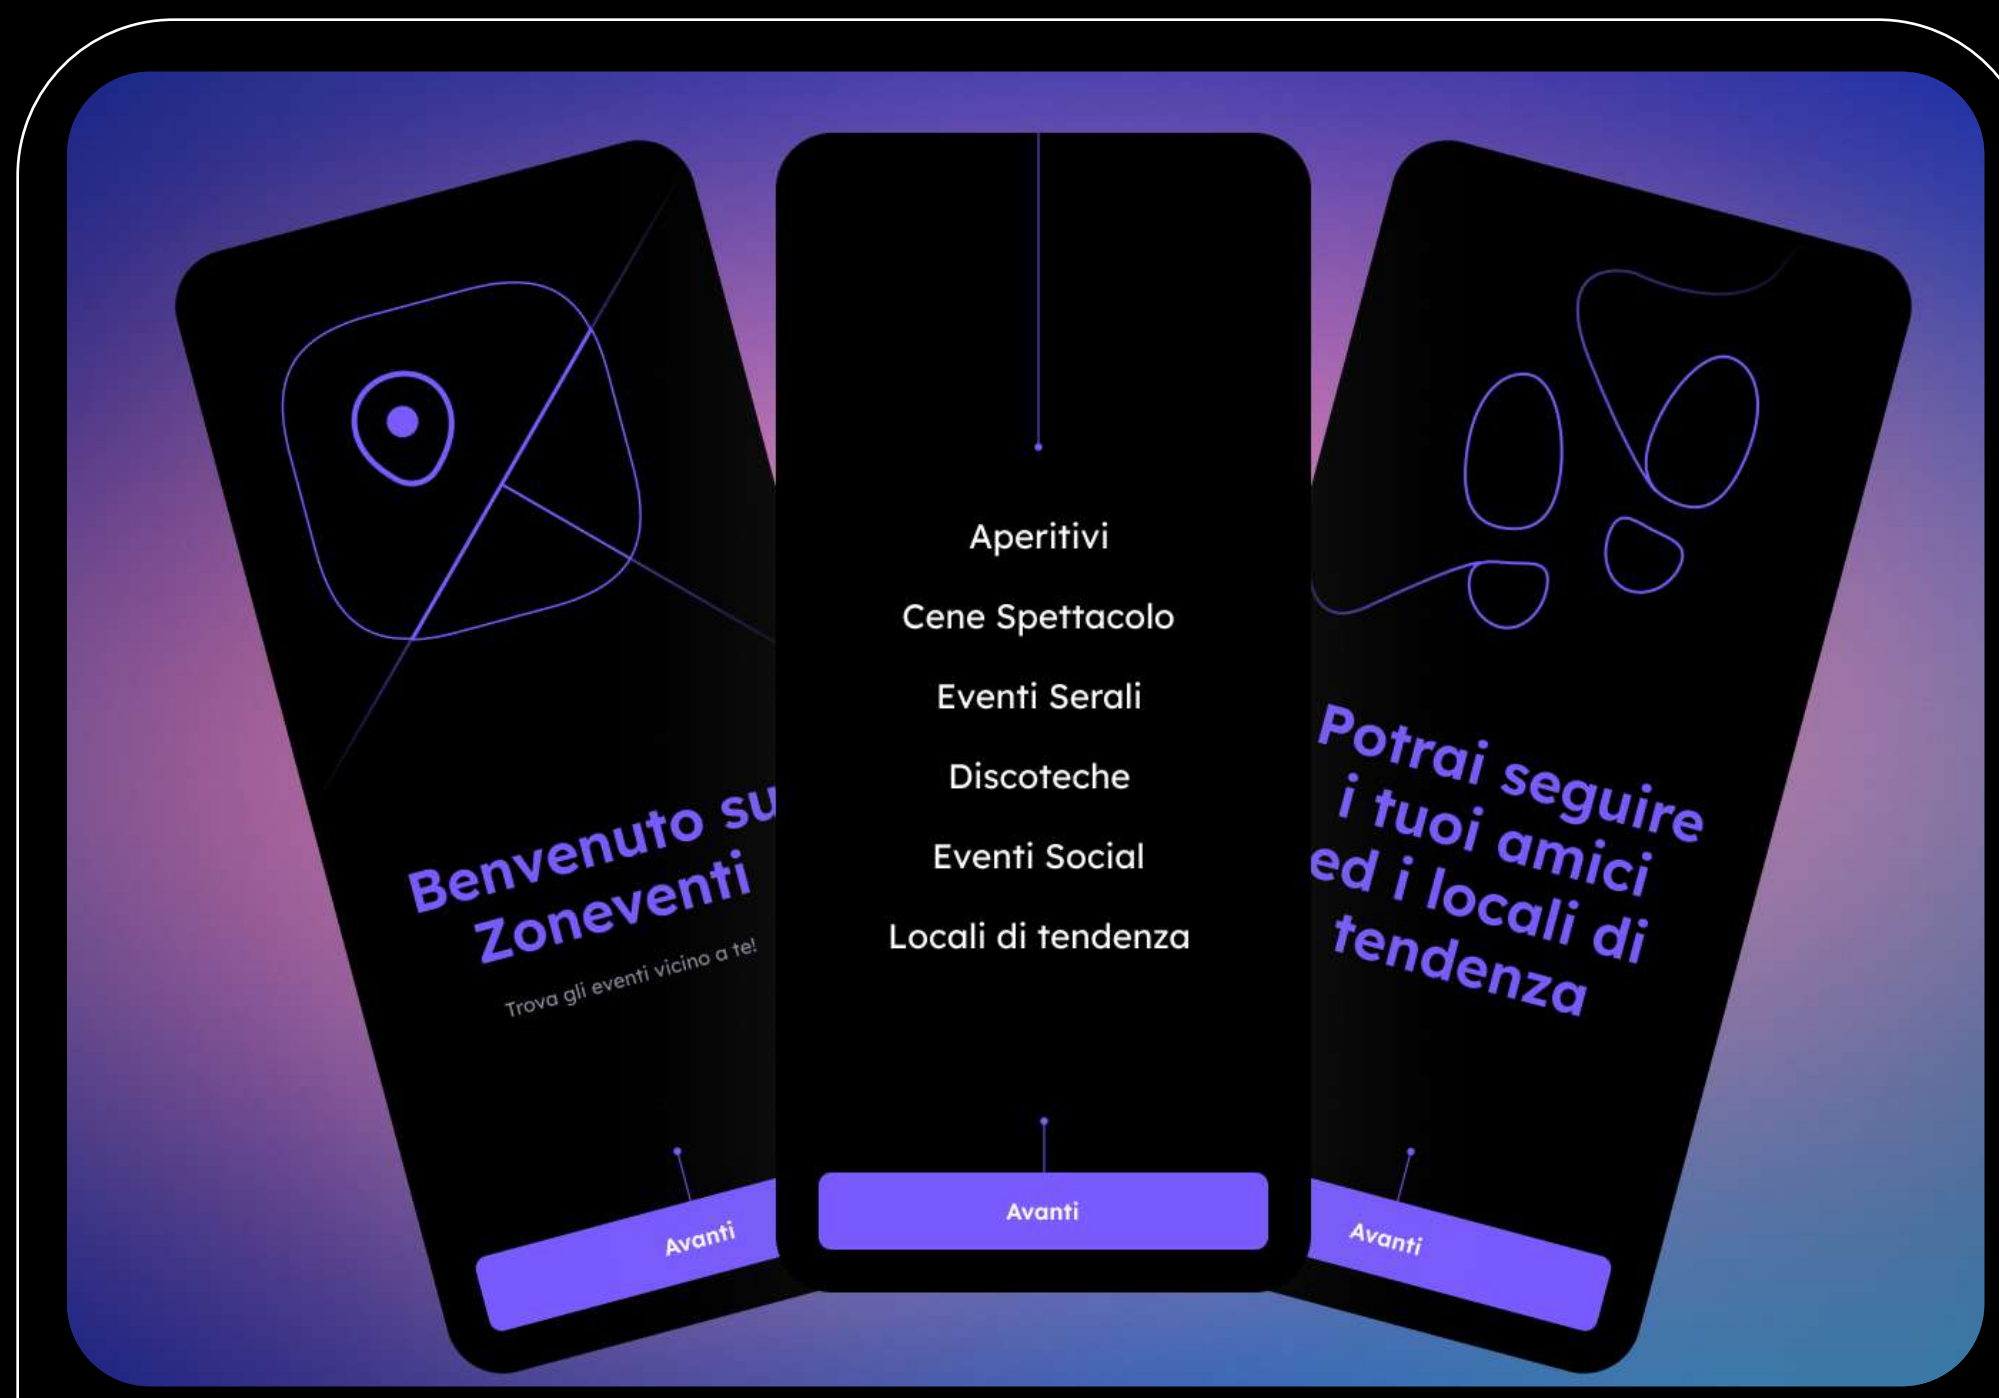 Benvenuto su
Zoneventi
Trova gli eventi vicino a te!
Avanti
Aperitivi
Cene Spettacolo
Eventi Serali
Discoteche
Eventi Social
Locali di tendenza
Avanti
Potrai seguire
i tuoi amici
ed i locali di
tendenza
Avanti